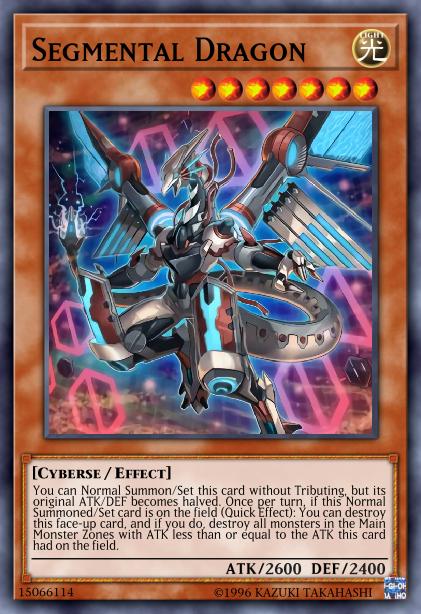 SEGMENTAL DRAGON
LIGHT
光
[CYBERSE / EFFECT]
You can Normal Summon/Set this card without Tributing, but its
original ATK/DEF becomes halved. Once per turn, if this Normal
Summoned/Set card is on the field (Quick Effect): You can destroy
this face-up card, and if you do, destroy all monsters in the Main
Monster Zones with ATK less than or equal to the ATK this card
had on the field.
ATK/2600 DEF/2400
15066114
©1996 KAZUKI TAKAHASHI